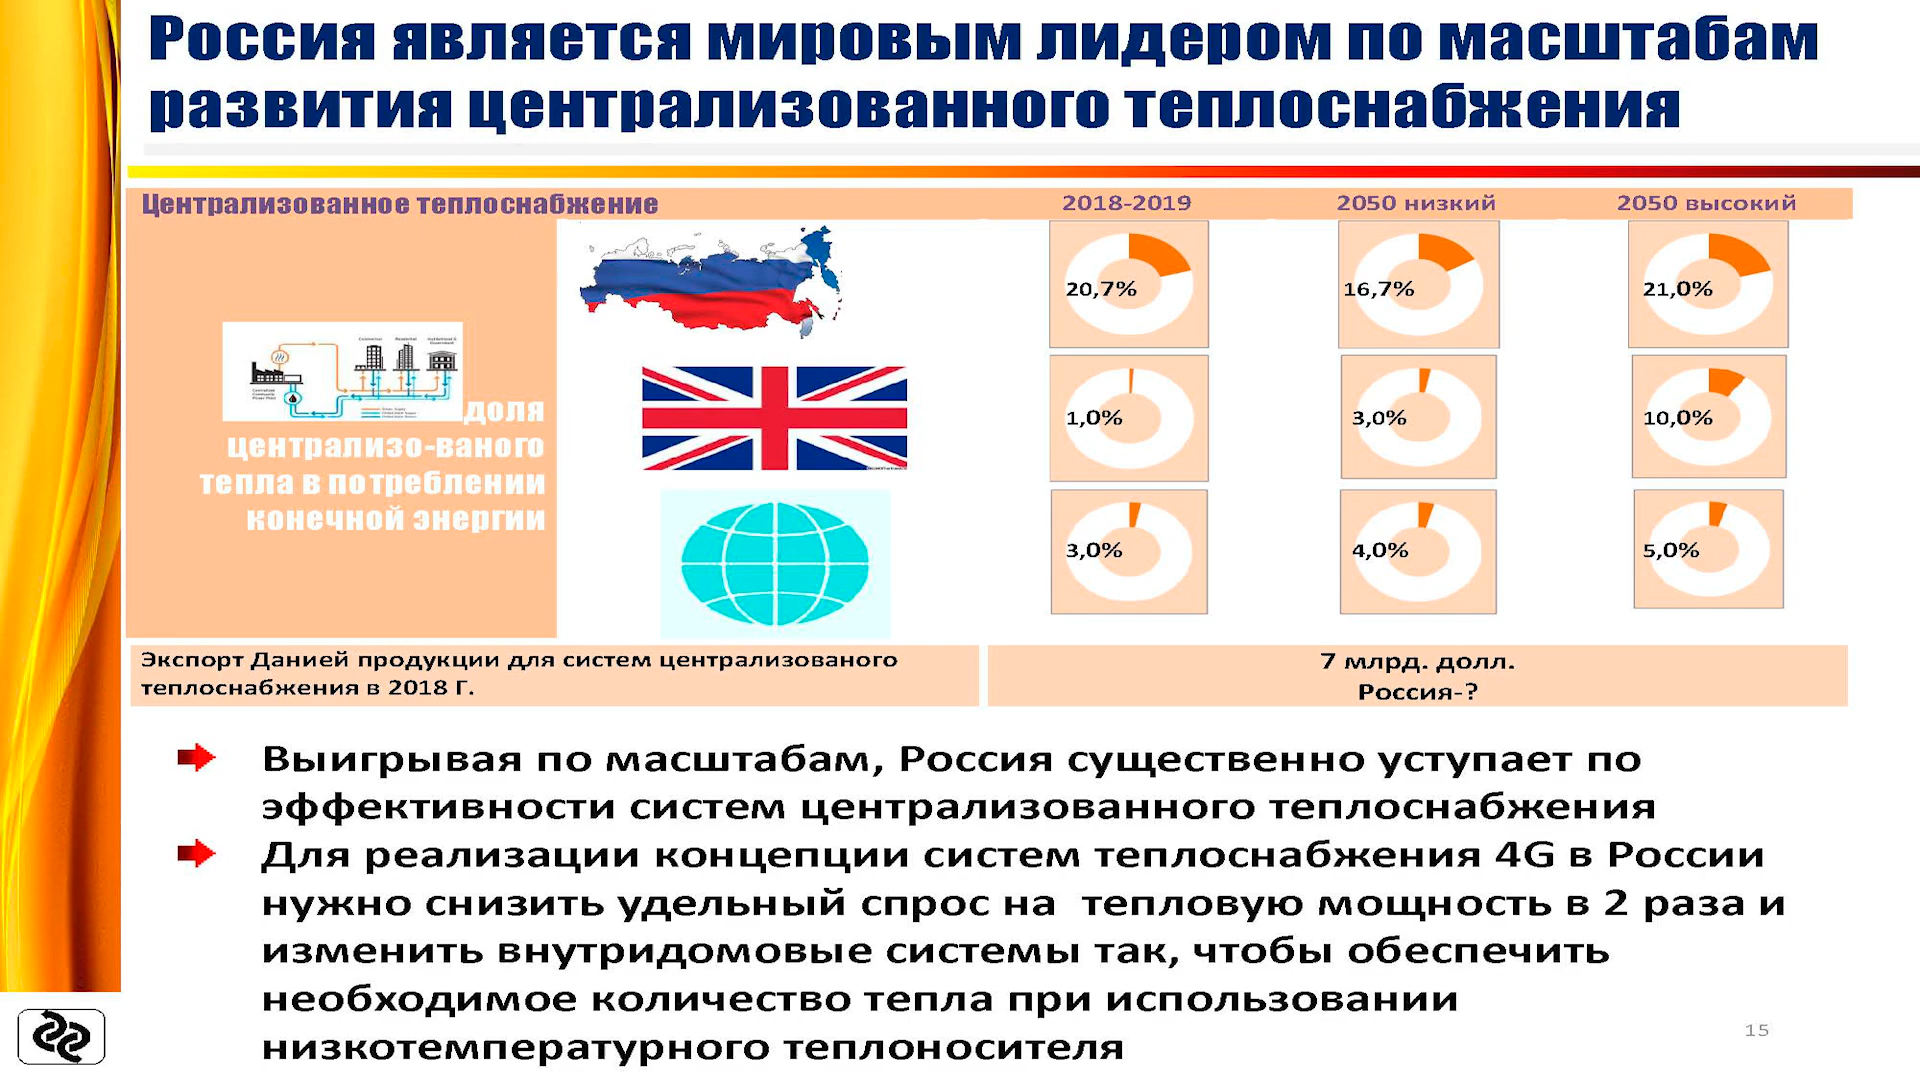 Россия является мировым лидером по масштабам
развития централизованного теплоснабжения
Централизованное теплоснабжение
2018-2019
2050 низкий
2050 высокий
доля
централизо-ваного
тепла в потреблении
конечной энергии
20,7%
16,7%
21,0%
1,0%
3,0%
10,0%
3,0%
4,0%
5,0%
Экспорт Данией продукции для систем централизованого
теплоснабжения в 2018 Г.
7 млрд. долл.
Россия-?
Выигрывая по масштабам, Россия существенно уступает по
эффективности систем централизованного теплоснабжения
Для реализации концепции систем теплоснабжения 4G в России
нужно снизить удельный спрос на тепловую мощность в 2 раза и
изменить внутридомовые системы так, чтобы обеспечить
необходимое количество тепла при использовании
низкотемпературного теплоносителя
15